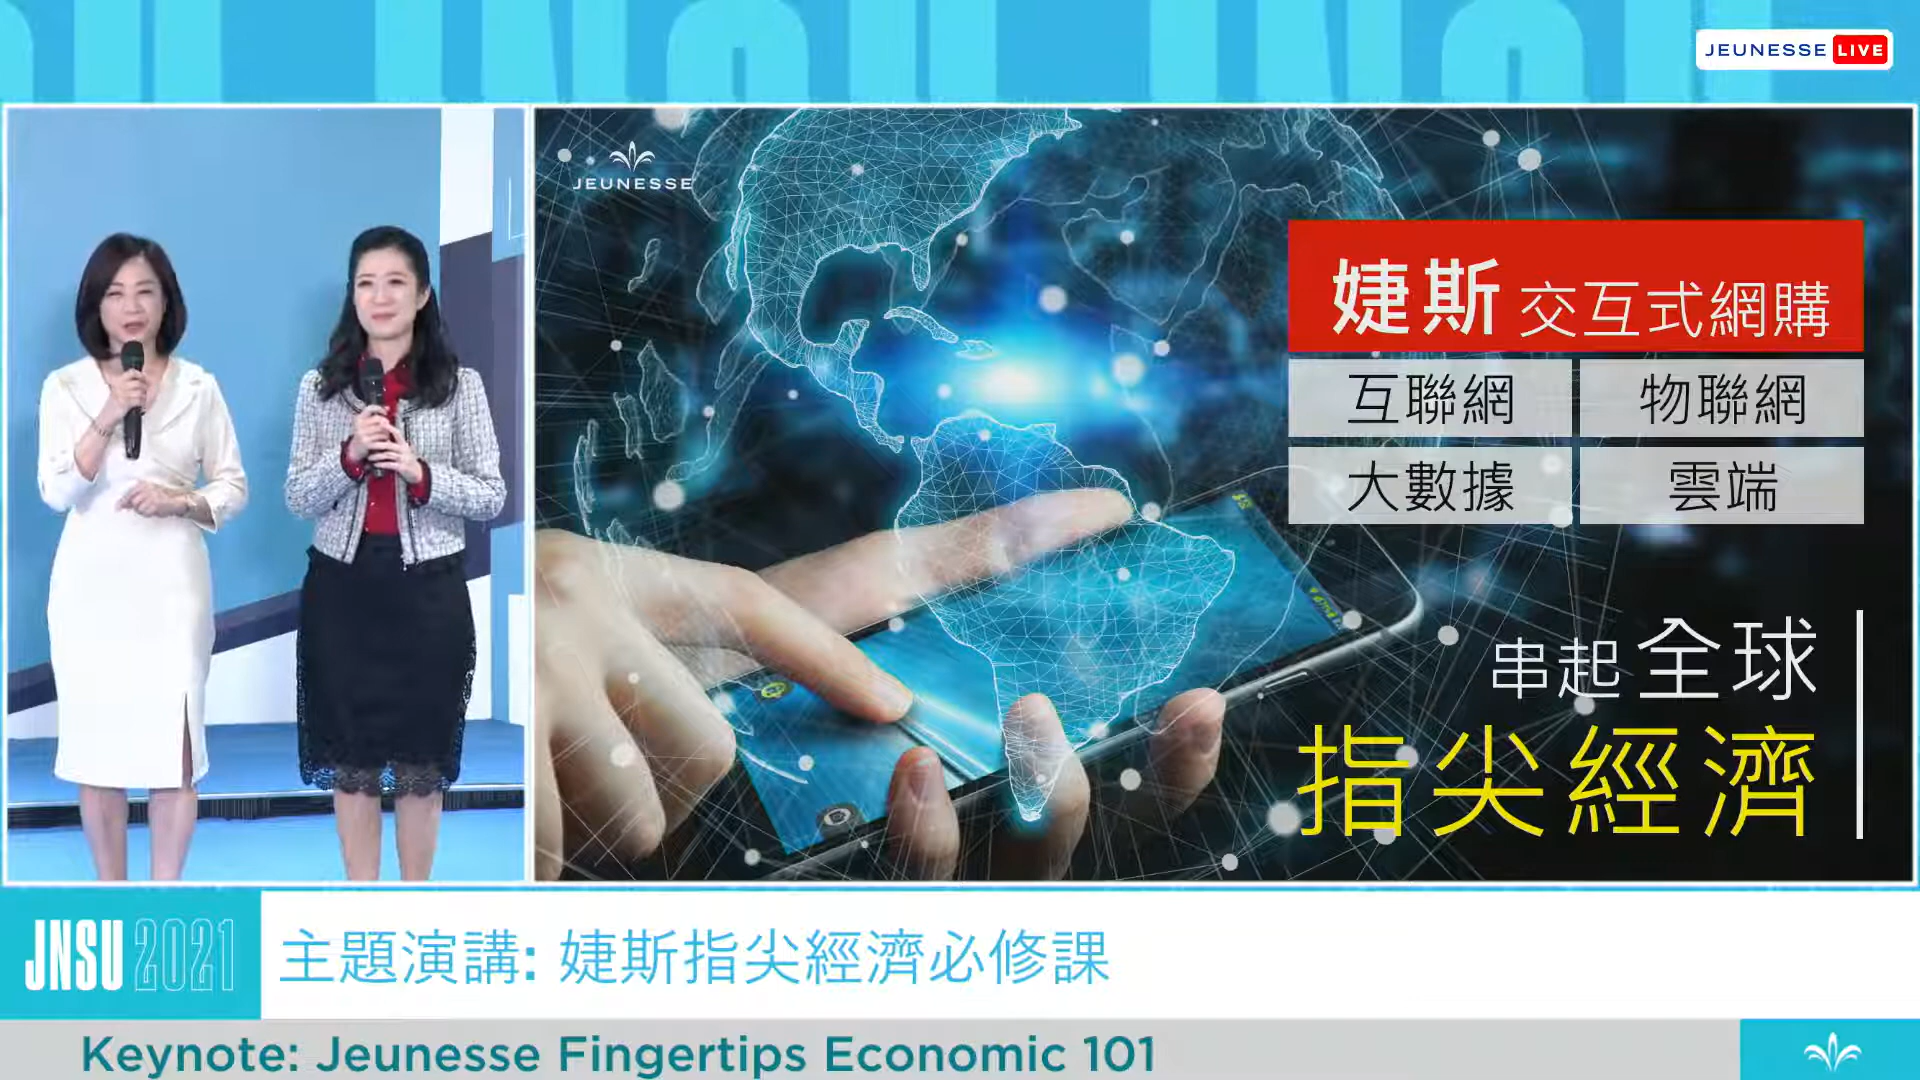 JEUNESSE LIVE
JEUNESSE
婕斯 交互式網購
互聯網 物聯網
大數據 雲端
串起全球
指尖經濟
JNSU 2021
主題演講: 婕斯指尖經濟必修課
Keynote: Jeunesse Fingertips Economic 101